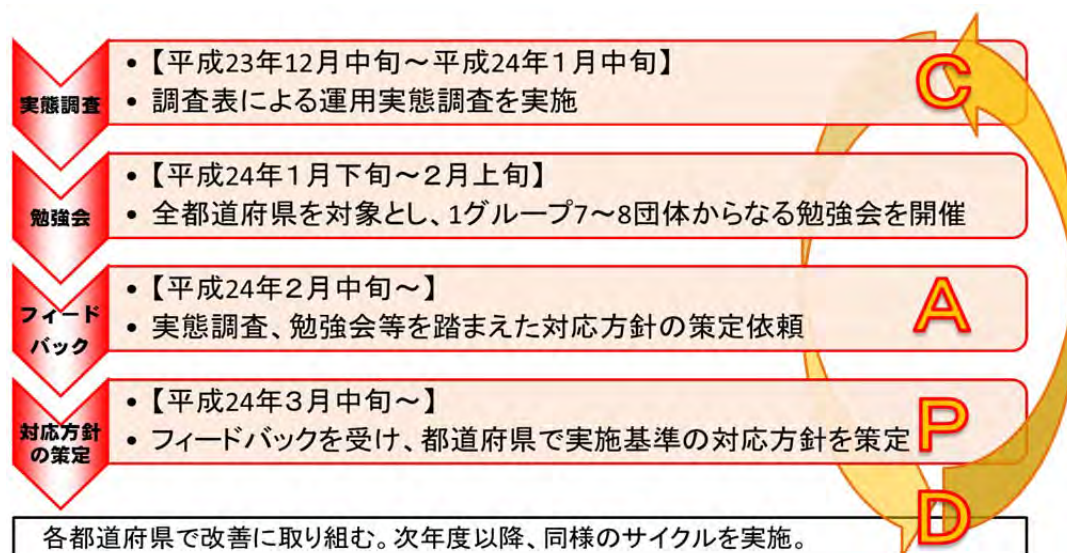 実態調査
• 【平成23年12月中旬～平成24年１月中旬】
• 調査表による運用実態調査を実施
C
勉強会
• 【平成24年１月下旬～２月上旬】
• 全都道府県を対象とし、1グループ7～8団体からなる勉強会を開催
フィード
バック
• 【平成24年２月中旬～】
• 実態調査、勉強会等を踏まえた対応方針の策定依頼
A
対応方針
の策定
• 【平成24年３月中旬～】
• フィードバックを受け、都道府県で実施基準の対応方針を策定
P
D
各都道府県で改善に取り組む。次年度以降、同様のサイクルを実施。